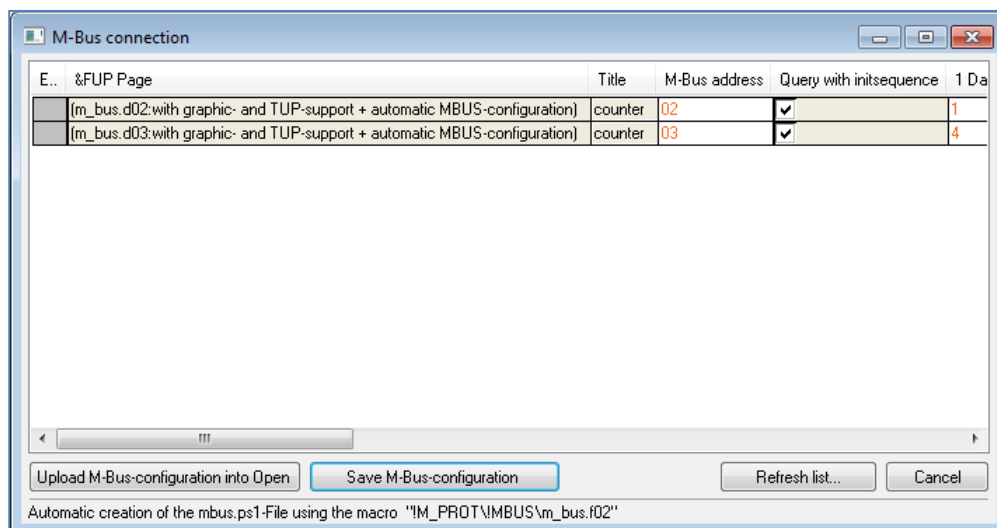 M-Bus connection
E.. &FUP Page Title M-Bus address Query with initsequence 1 Da
(m_bus.d02:with graphic- and TUP-support + automatic MBUS-configuration) counter 02 1
(m_bus.d03:with graphic- and TUP-support + automatic MBUS-configuration) counter 03 4
Upload M-Bus-configuration into Open Save M-Bus-configuration Refresh list... Cancel
Automatic creation of the mbus.ps1-File using the macro "!M_PROT\!MBUS\m_bus.f02"